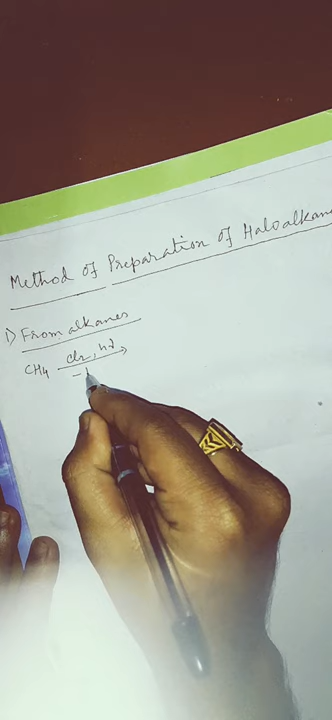 Method of Preparation of Haloalkane
1) From alkanes
CH4 Cl2, hν